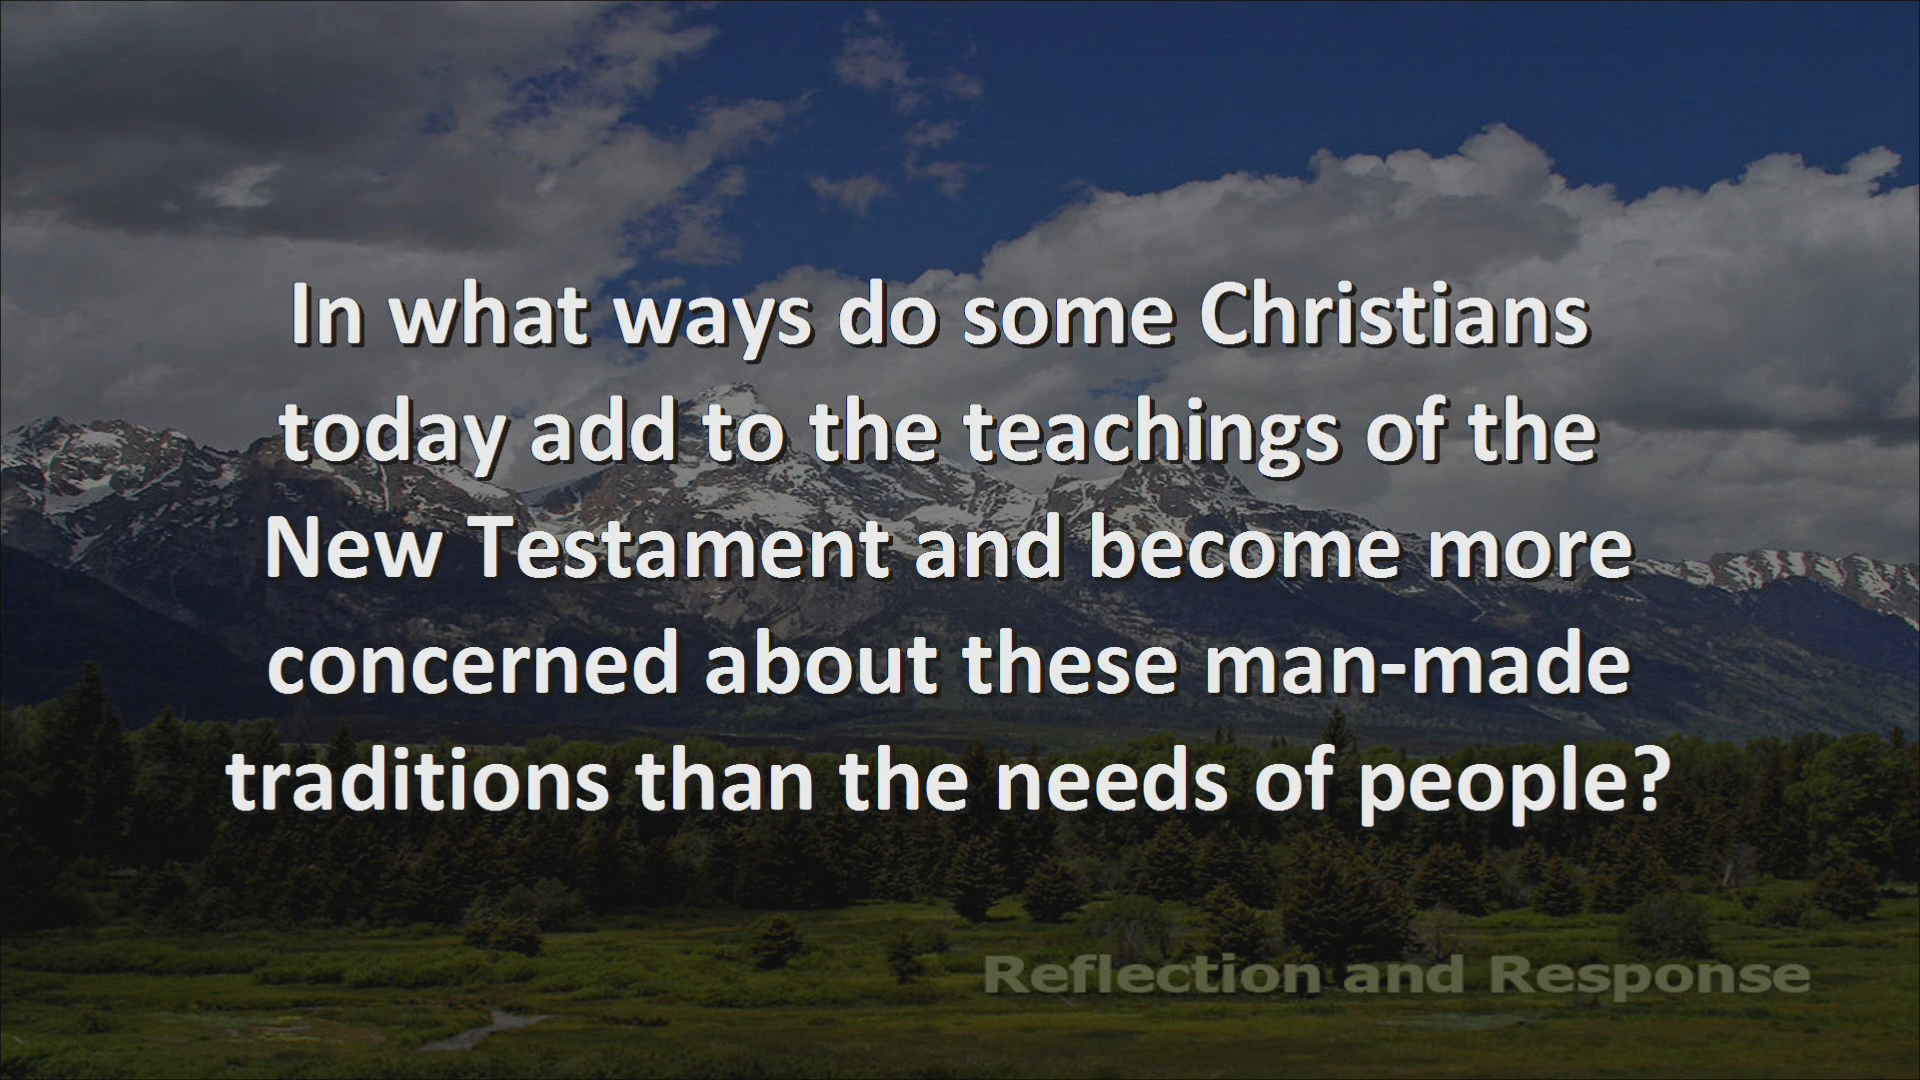 In what ways do some Christians
today add to the teachings of the
New Testament and become more
concerned about these man-made
traditions than the needs of people?
Reflection and Response